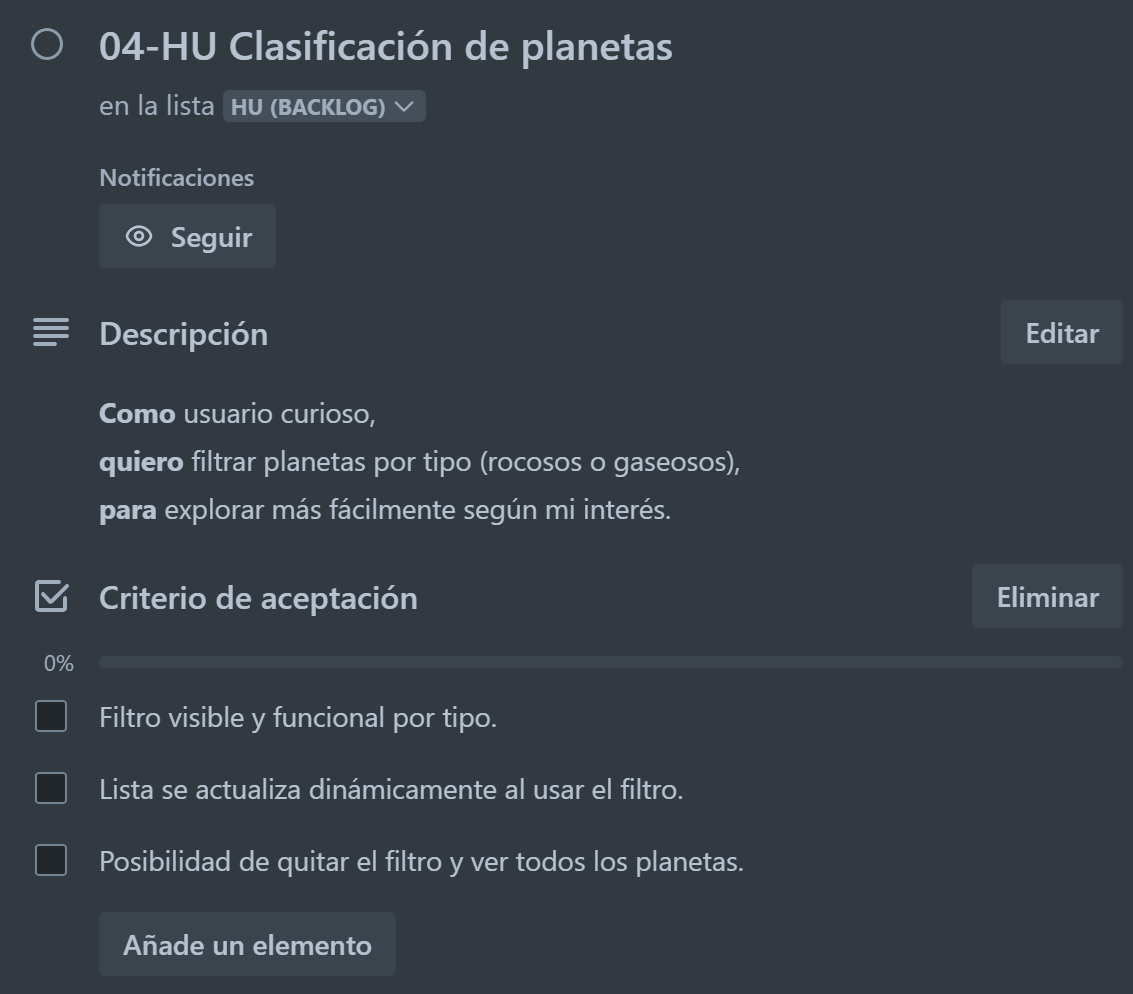 04-HU Clasificación de planetas
en la lista HU (BACKLOG)
Notificaciones
Seguir
Descripción
Editar
Como usuario curioso,
quiero filtrar planetas por tipo (rocosos o gaseosos),
para explorar más fácilmente según mi interés.
Criterio de aceptación
Eliminar
0%
Filtro visible y funcional por tipo.
Lista se actualiza dinámicamente al usar el filtro.
Posibilidad de quitar el filtro y ver todos los planetas.
Añade un elemento